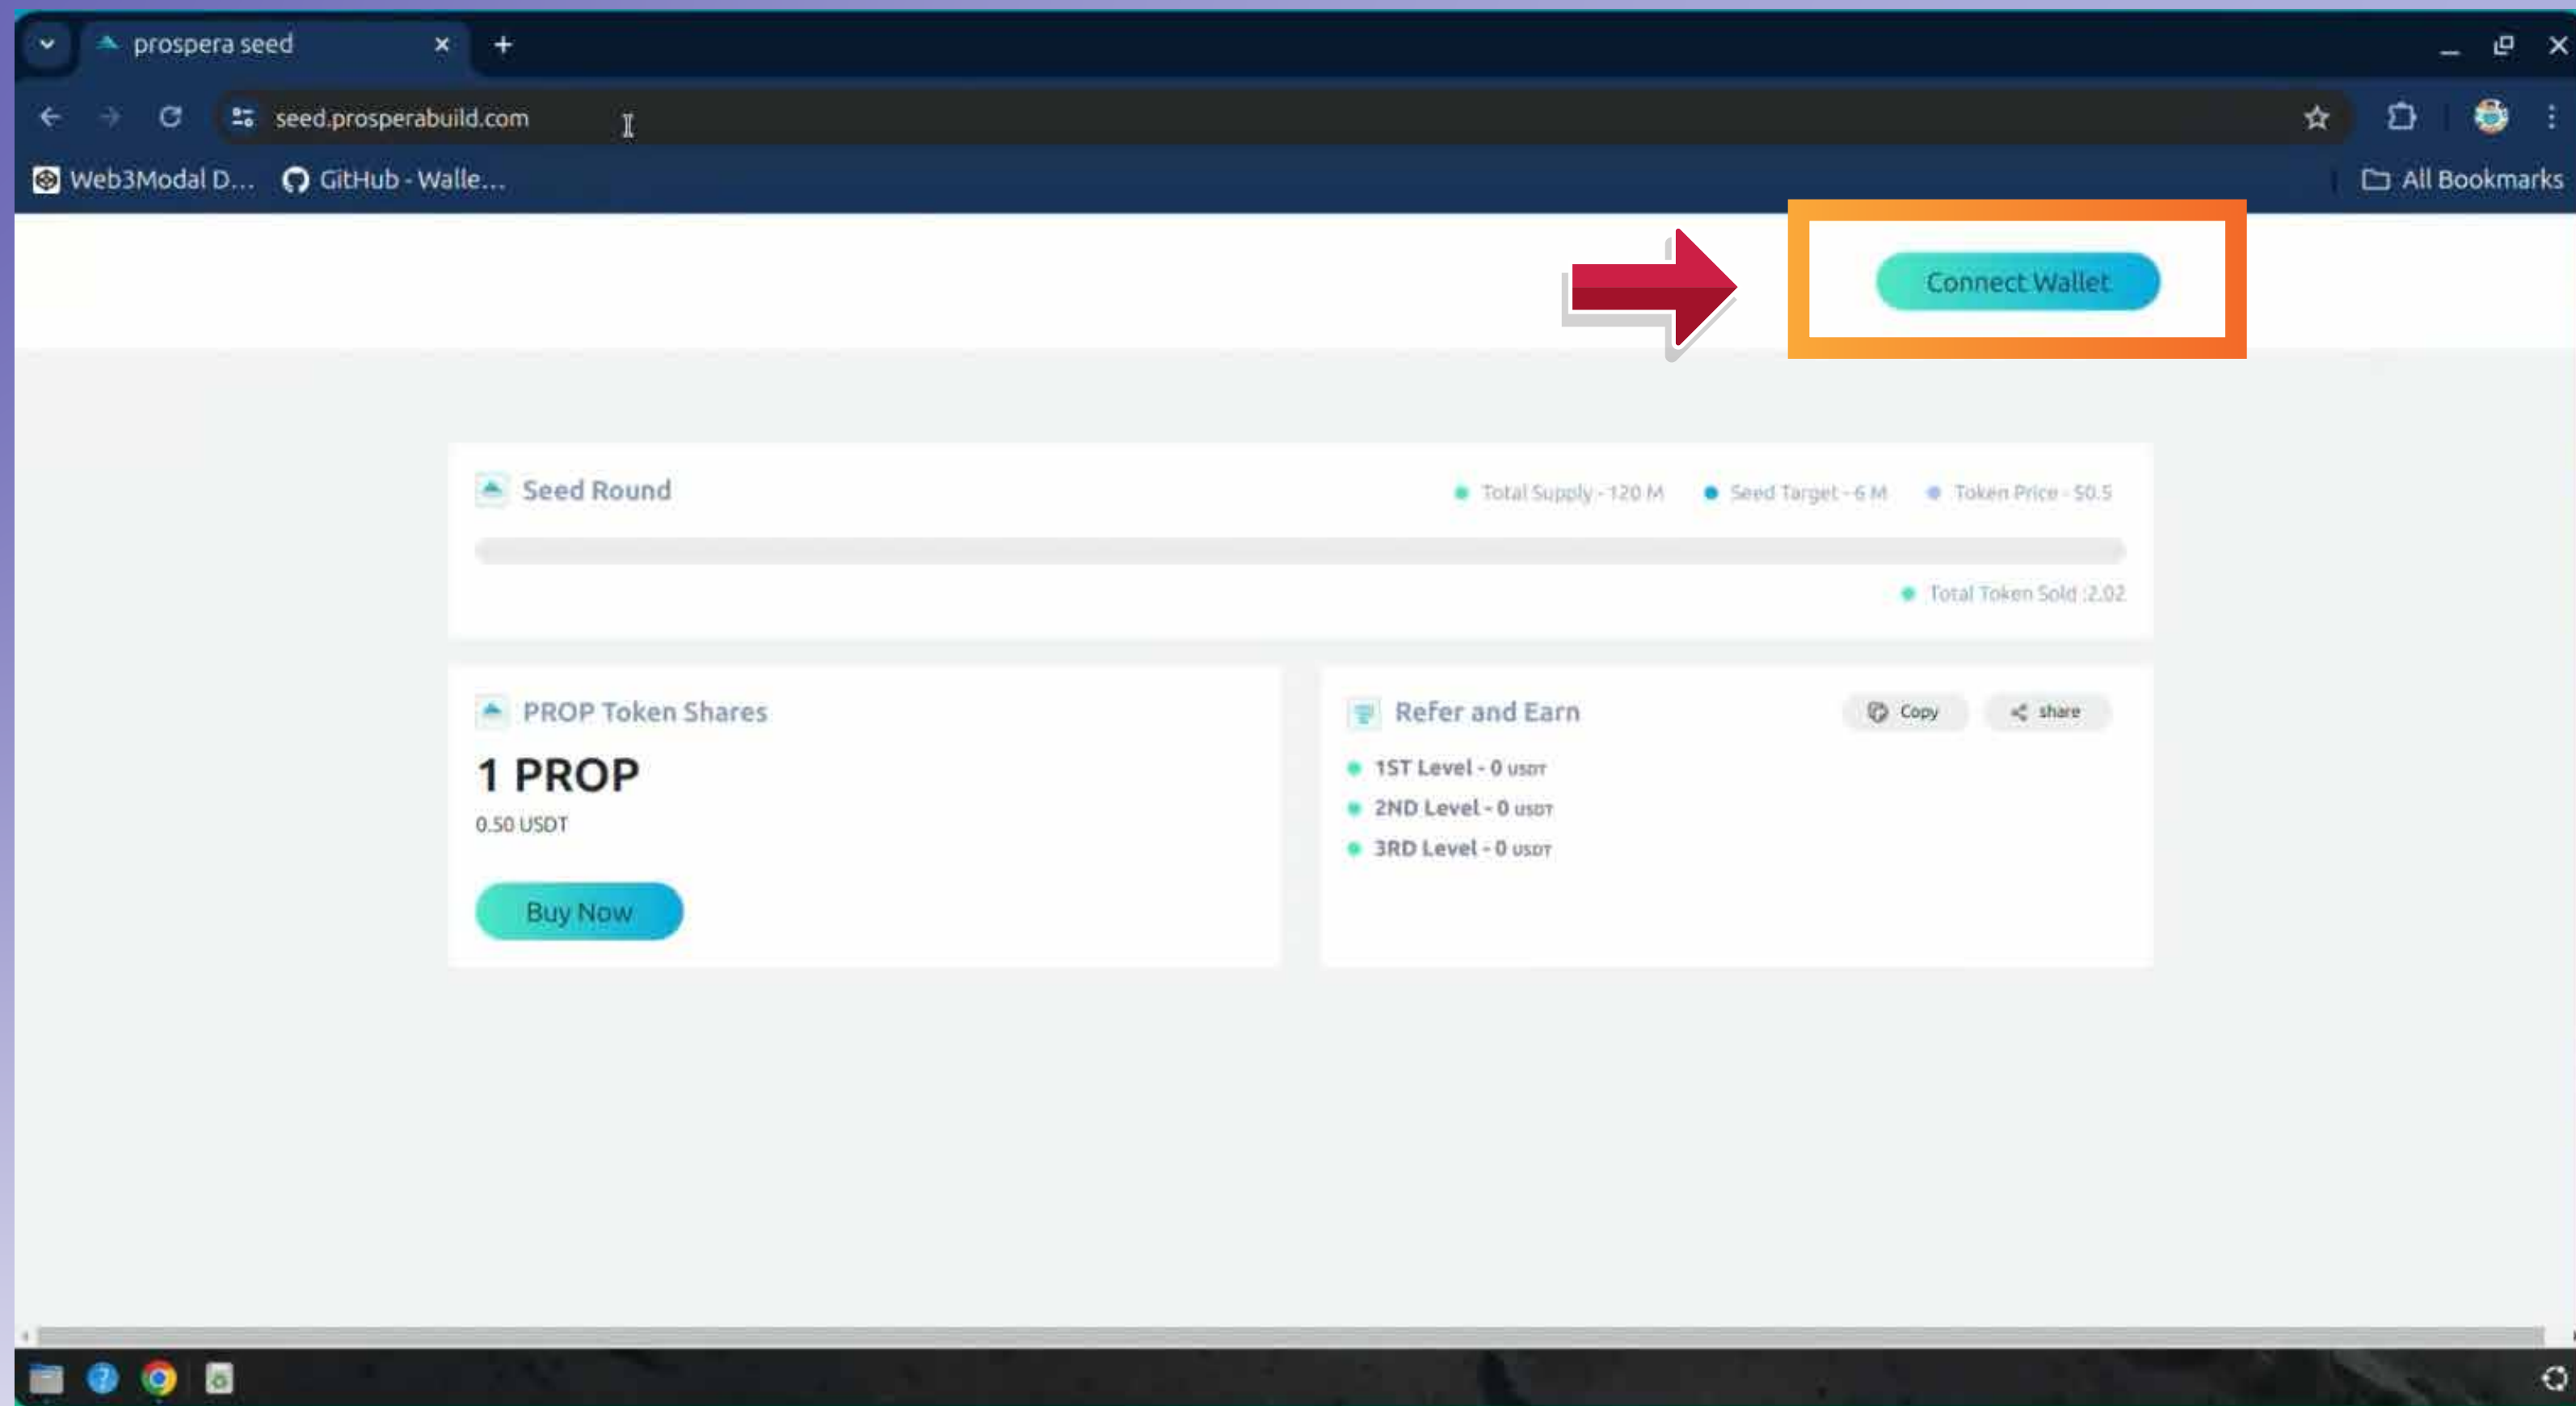 prospera seed
seed.prosperabuild.com
Web3Modal D... GitHub - Walle... All Bookmarks
Connect Wallet
Seed Round
Total Supply - 120 M Seed Target - 6 M Token Price - $0.5
Total Token Sold :2.02
PROP Token Shares
1 PROP
0.50 USDT
Buy Now
Refer and Earn Copy share
1ST Level - 0 USDT
2ND Level - 0 USDT
3RD Level - 0 USDT